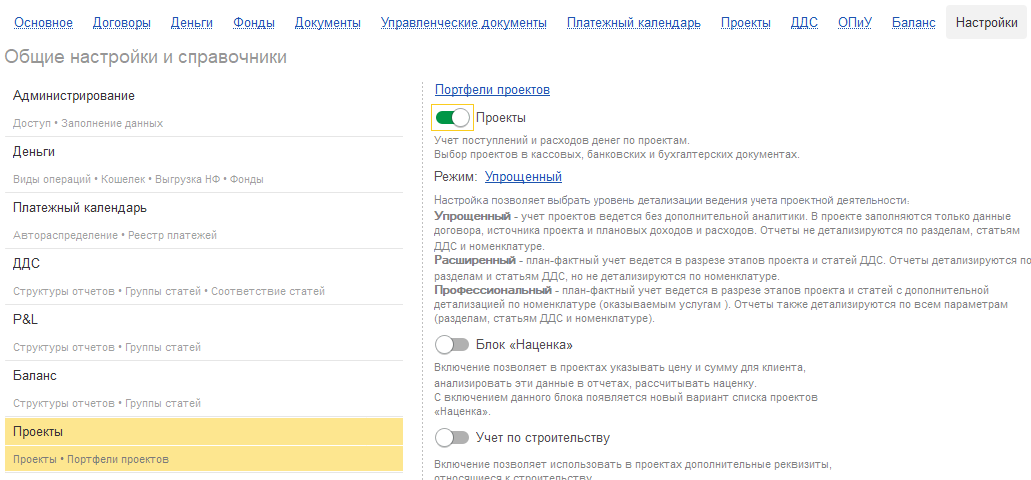 Основное Договоры Деньги Фонды Документы Управленческие документы Платежный календарь Проекты ДДС ОПиУ Баланс Настройки
Общие настройки и справочники
Администрирование
Доступ • Заполнение данных
Деньги
Виды операций • Кошелек • Выгрузка НФ • Фонды
Платежный календарь
Автораспределение • Реестр платежей
ДДС
Структуры отчетов • Группы статей • Соответствие статей
P&L
Структуры отчетов • Группы статей
Баланс
Структуры отчетов • Группы статей
Проекты
Проекты • Портфели проектов
Портфели проектов
Проекты
Учет поступлений и расходов денег по проектам.
Выбор проектов в кассовых, банковских и бухгалтерских документах.
Режим: Упрощенный
Настройка позволяет выбрать уровень детализации ведения учета проектной деятельности:
Упрощенный - учет проектов ведется без дополнительной аналитики. В проекте заполняются только данные
договора, источника проекта и плановых доходов и расходов. Отчеты не детализируются по разделам, статьям
ДДС и номенклатуре.
Расширенный - план-фактный учет ведется в разрезе этапов проекта и статей ДДС. Отчеты детализируются по
разделам и статьям ДДС, но не детализируются по номенклатуре.
Профессиональный - план-фактный учет ведется в разрезе этапов проекта и статей с дополнительной
детализацией по номенклатуре (оказываемым услугам ). Отчеты также детализируются по всем параметрам
(разделам, статьям ДДС и номенклатуре).
Блок «Наценка»
Включение позволяет в проектах указывать цену и сумму для клиента,
анализировать эти данные в отчетах, рассчитывать наценку.
С включением данного блока появляется новый вариант списка проектов
«Наценка».
Учет по строительству
Включение позволяет использовать в проектах дополнительные реквизиты,
относящиеся к строительству.